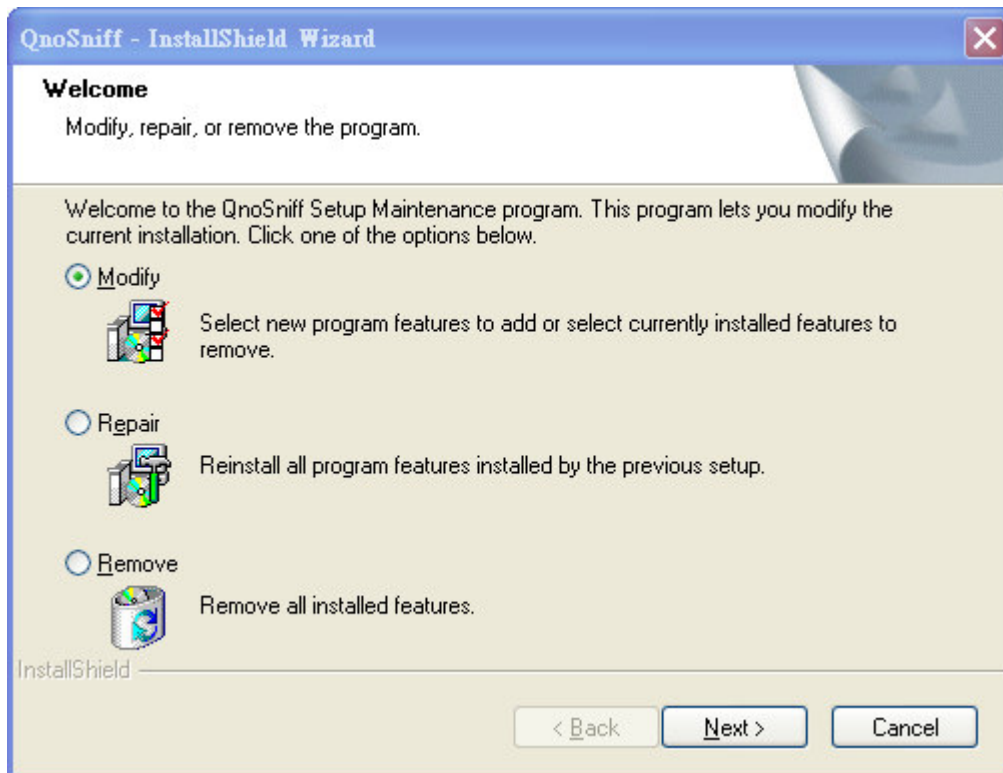 QnoSniff - InstallShield Wizard
Welcome
Modify, repair, or remove the program.
Welcome to the QnoSniff Setup Maintenance program. This program lets you modify the
current installation. Click one of the options below.
Modify
Select new program features to add or select currently installed features to
remove.
Repair
Reinstall all program features installed by the previous setup.
Remove
Remove all installed features.
InstallShield
< Back
Next >
Cancel